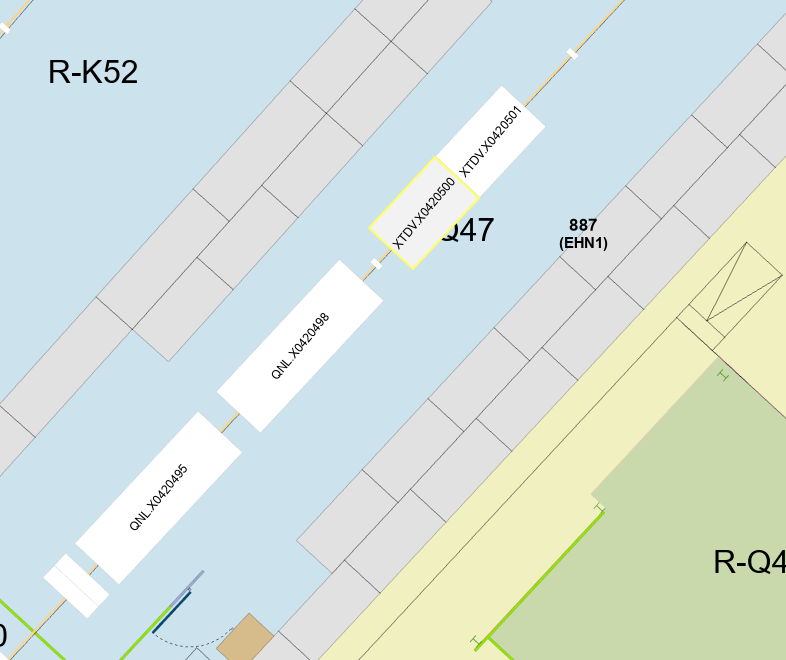 R-K52
XTDV.X0420501
XTDV.X0420500
Q47
887
(EHN1)
QNL.X0420498
QNL.X0420495
R-Q4
0